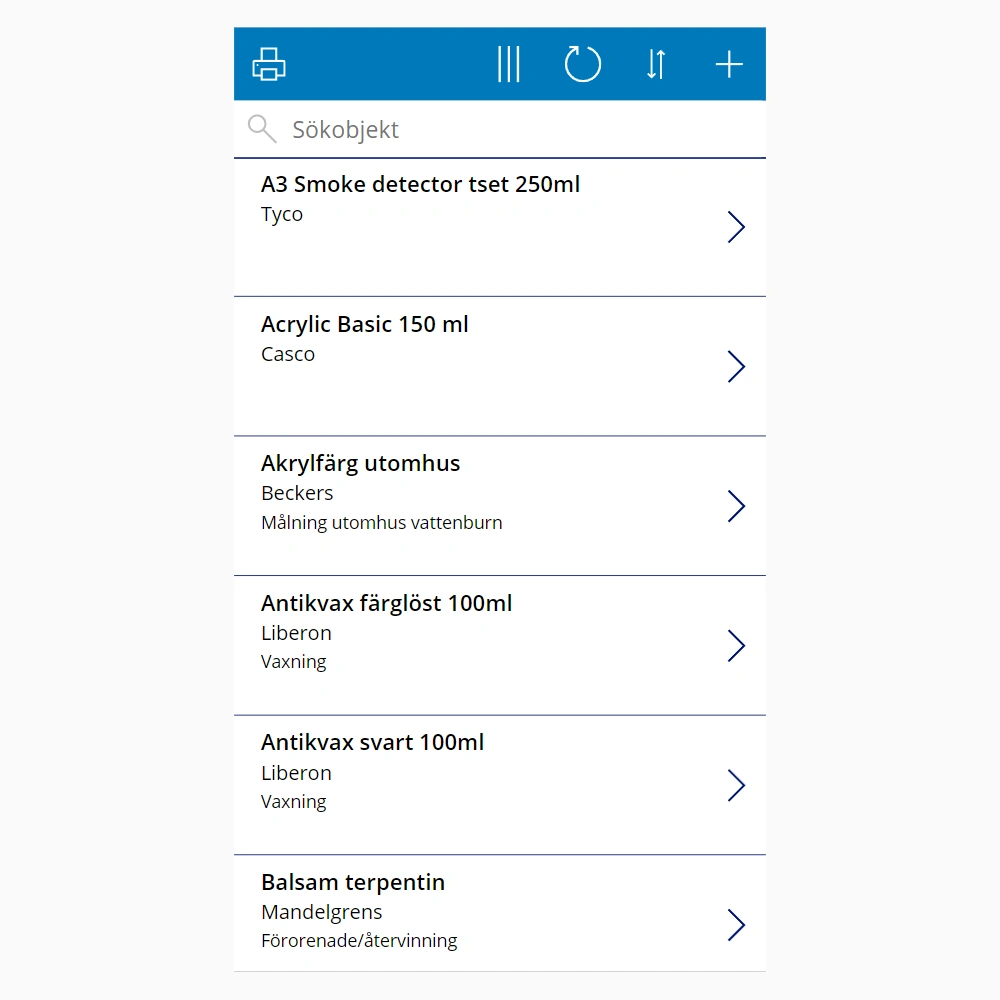 Sökobjekt
A3 Smoke detector tset 250ml
Tyco
Acrylic Basic 150 ml
Casco
Akrylfärg utomhus
Beckers
Målning utomhus vattenburn
Antikvax färglöst 100ml
Liberon
Vaxning
Antikvax svart 100ml
Liberon
Vaxning
Balsam terpentin
Mandelgrens
Förorenade/återvinning